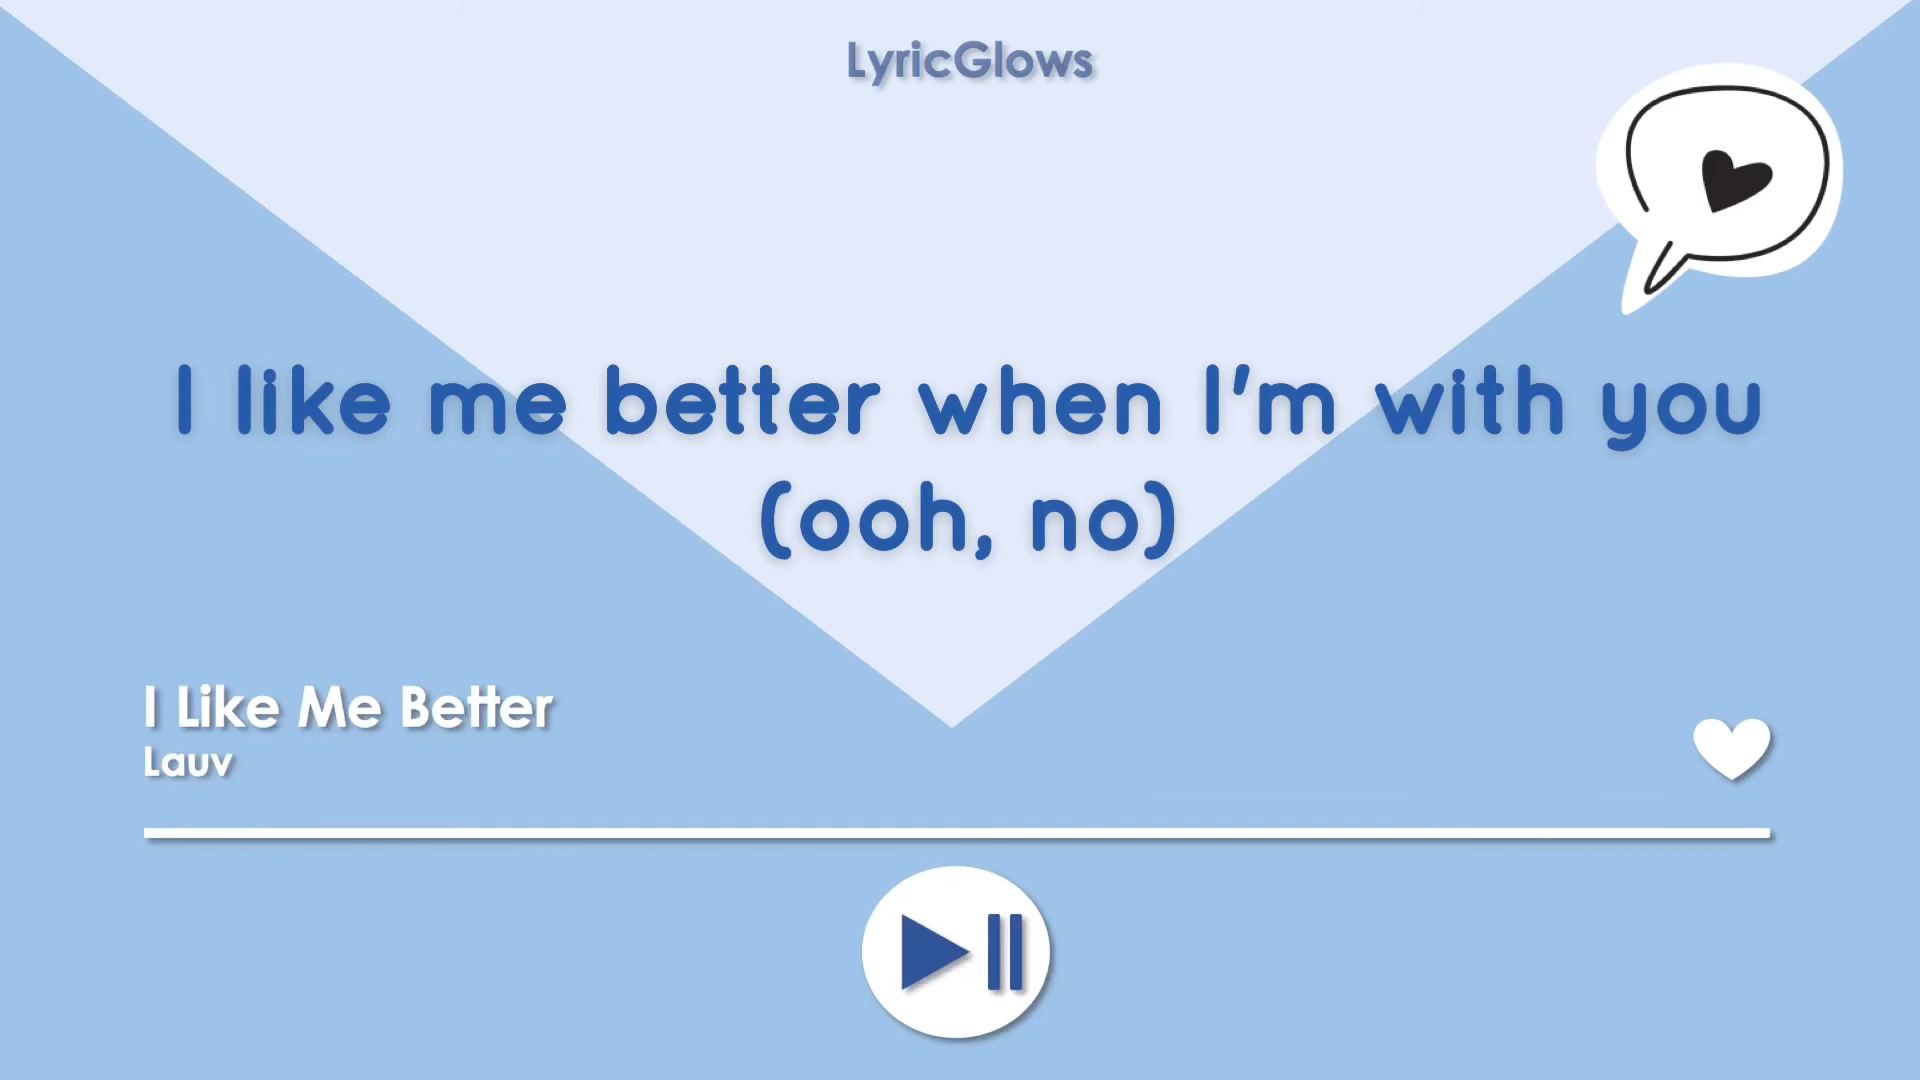 LyricGlows
I like me better when I'm with you
(ooh, no)
I Like Me Better
Lauv